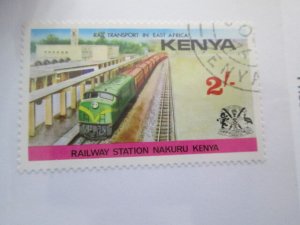 RAIL TRANSPORT IN EAST AFRICA
KENYA
2/-
RAILWAY STATION NAKURU KENYA